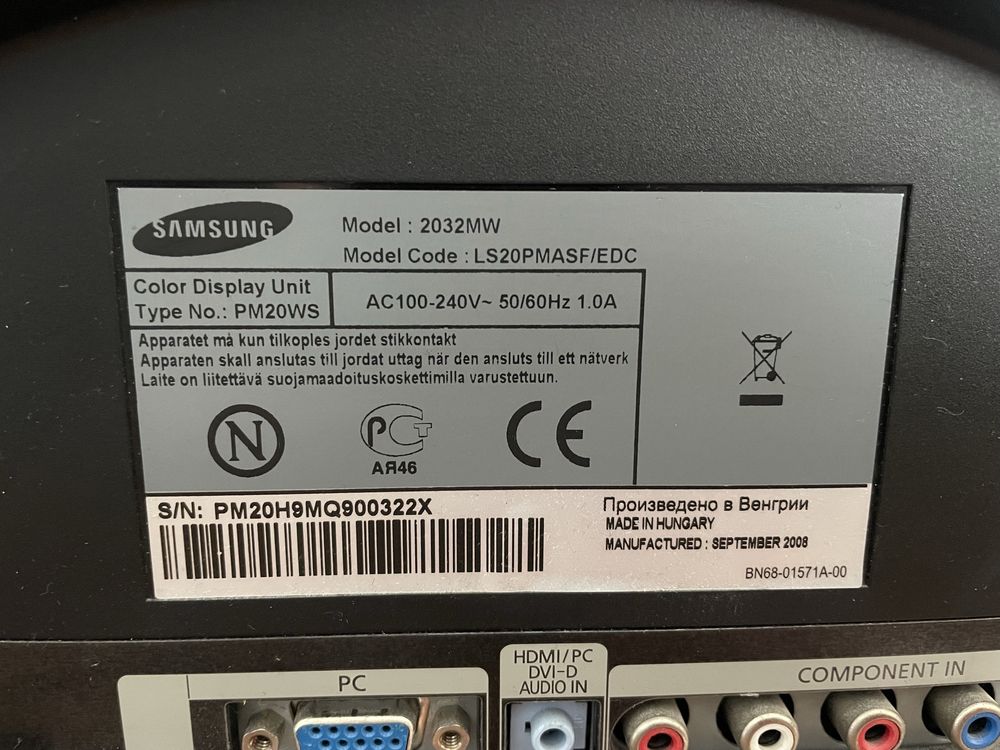 SAMSUNG
Model : 2032MW
Model Code : LS20PMASF/EDC
Color Display Unit
Type No.: PM20WS
AC100-240V~ 50/60Hz 1.0A
Apparatet må kun tilkoples jordet stikkontakt
Apparaten skall anslutas till jordat uttag när den ansluts till ett nätverk
Laite on liitettävä suojamaadoituskoskettimilla varustettuun.
N
PCT
АЯ46
CE
S/N: PM20H9MQ900322X
Произведено в Венгрии
MADE IN HUNGARY
MANUFACTURED : SEPTEMBER 2008
BN68-01571A-00
PC
HDMI/PC
DVI-D
AUDIO IN
COMPONENT IN